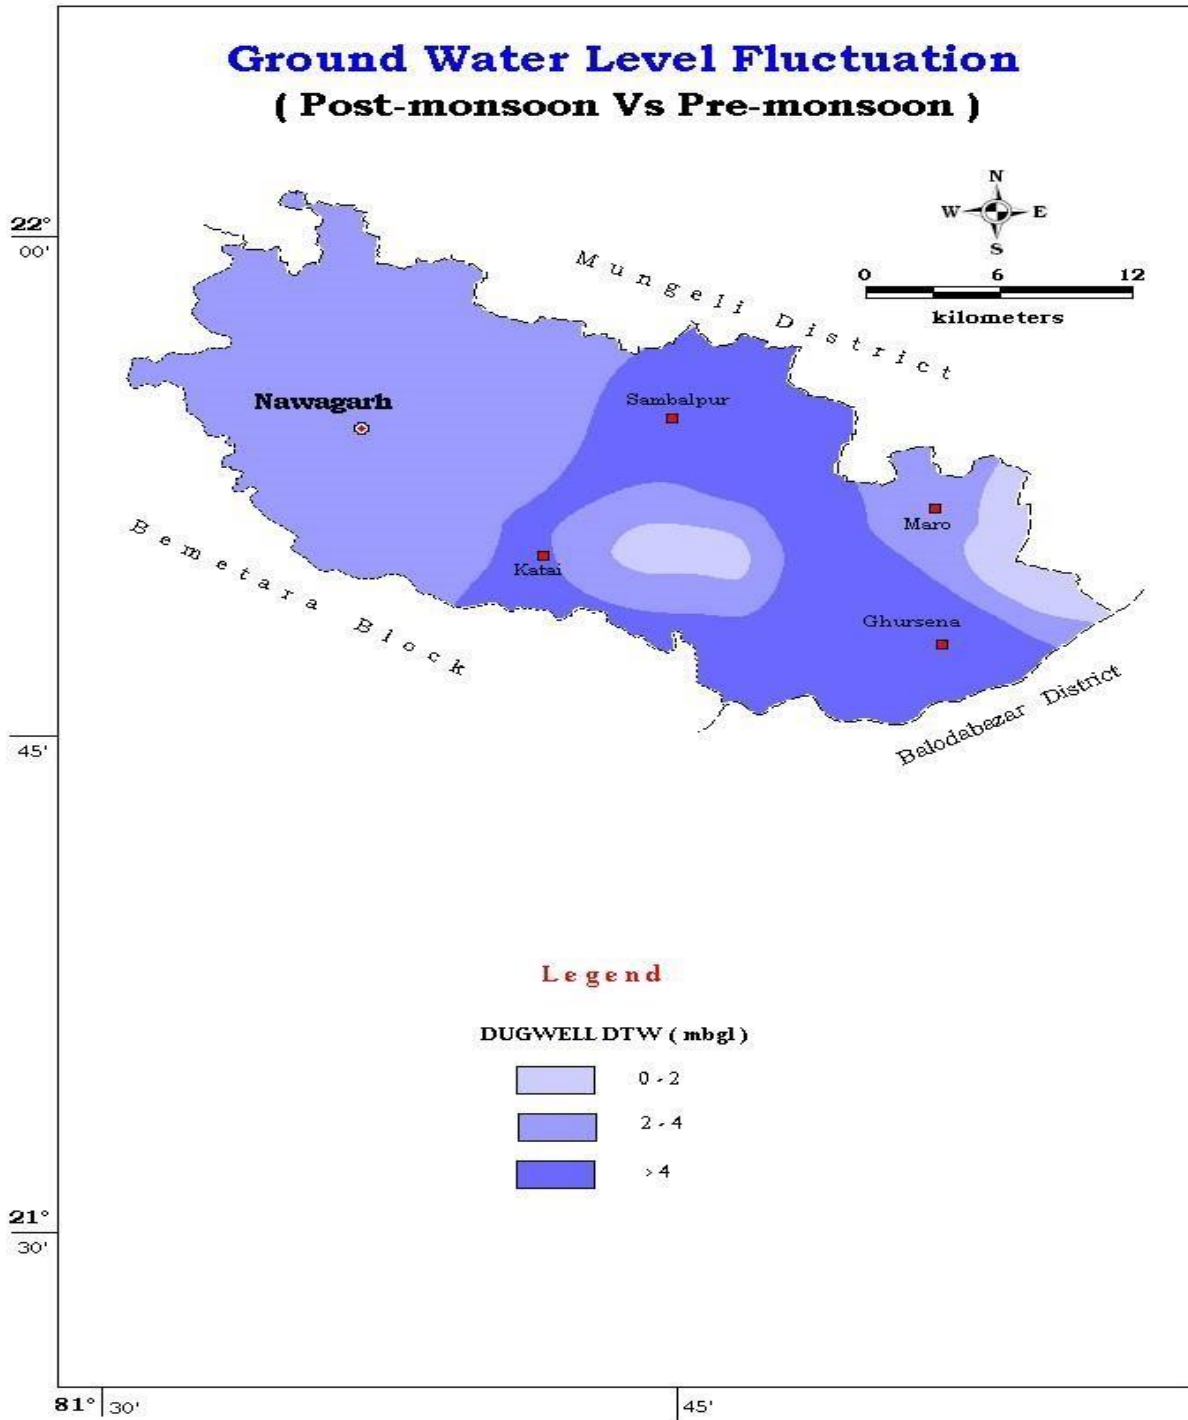 Ground Water Level Fluctuation
( Post-monsoon Vs Pre-monsoon )
N
W E
S
22°
00'
0 6 12
kilometers
Mungeli District
Nawagarh
Sambalpur
Maro
Katai
Ghursena
Bemetara Block
Balodabazar District
45'
Legend
DUGWELL DTW ( mbgl )
0 - 2
2 - 4
> 4
21°
30'
81° 30' 45'